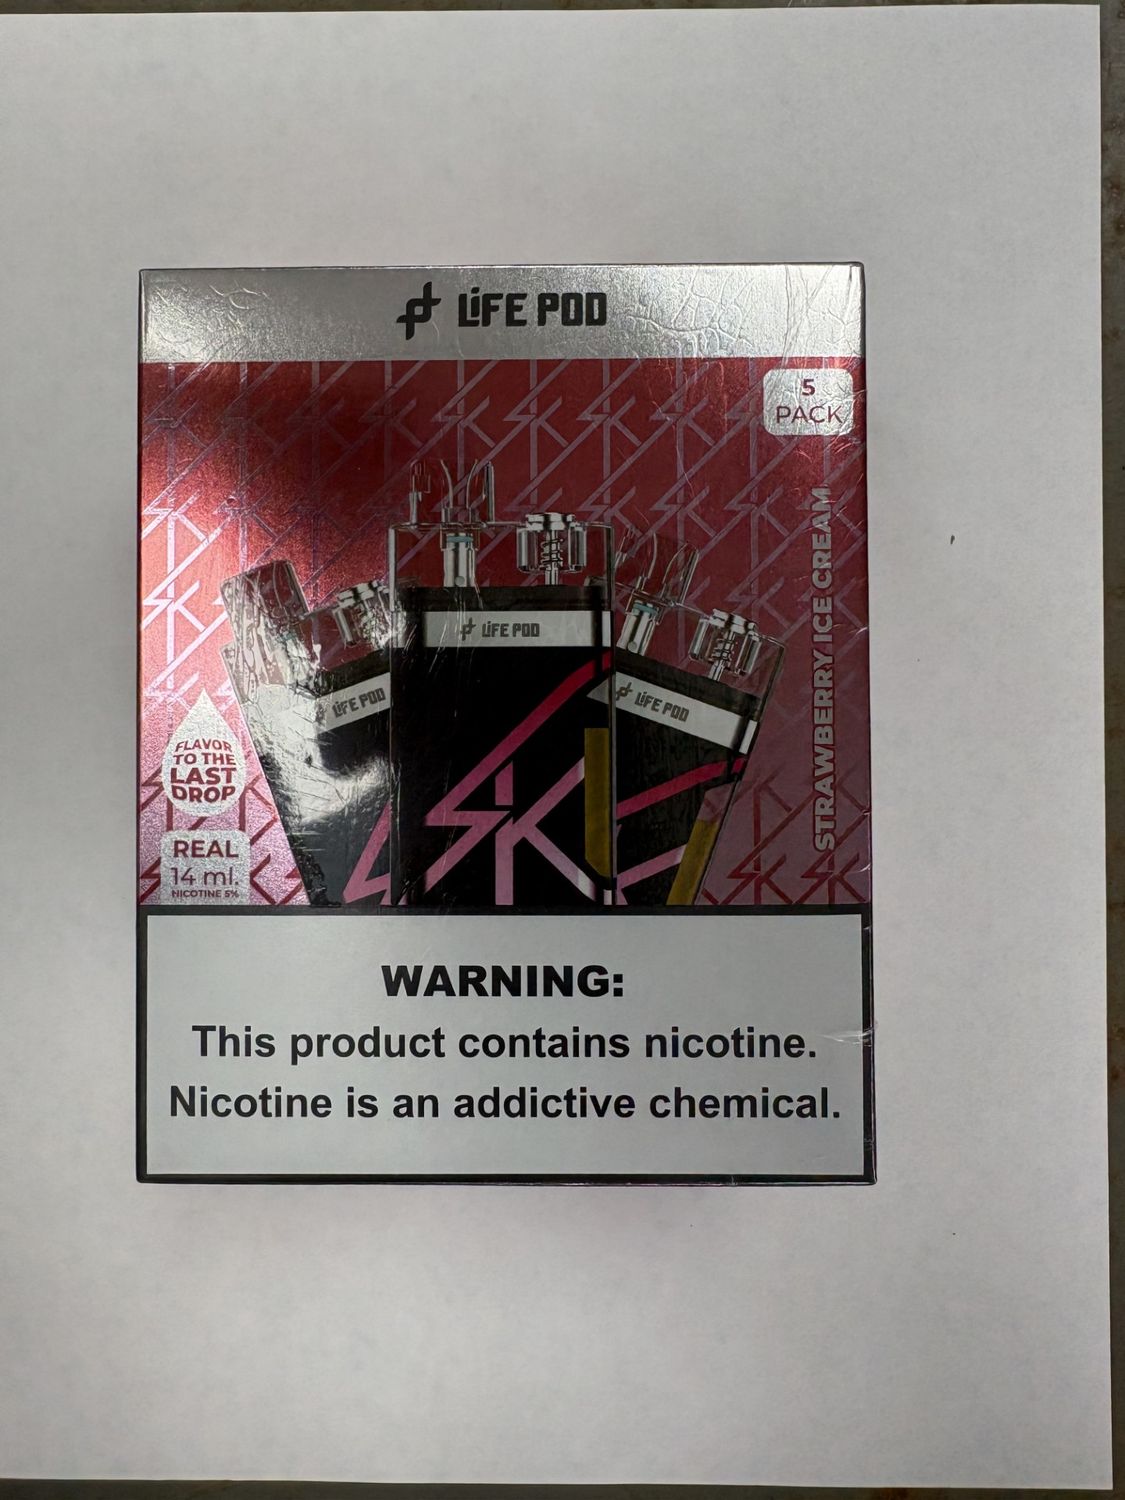 LiFE POD
5
PACK
STRAWBERRY ICE CREAM
LiFE POD
LiFE POD
LiFE POD
SK
FLAVOR
TO THE
LAST
DROP
REAL
14 ml.
NICOTINE 5%
WARNING:
This product contains nicotine.
Nicotine is an addictive chemical.